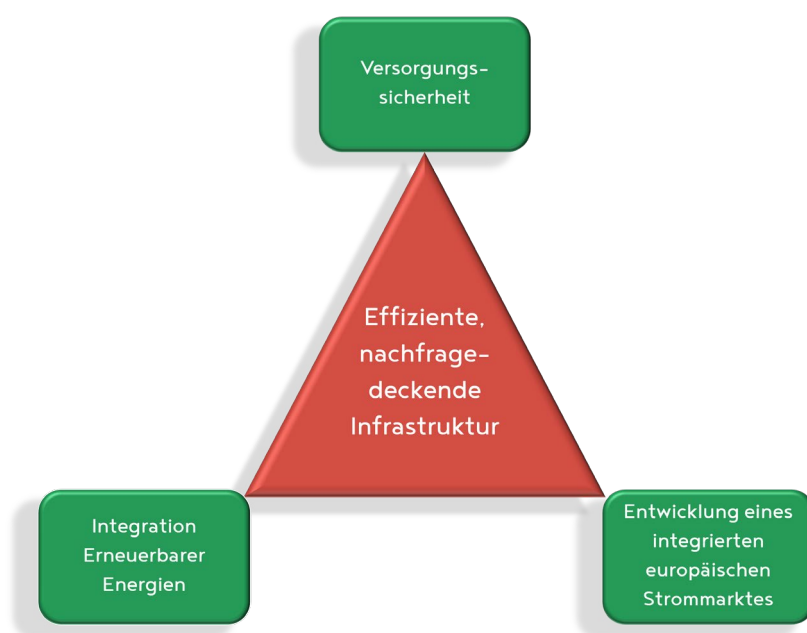 Versorgungs-
sicherheit
Effiziente,
nachfrage-
deckende
Infrastruktur
Integration
Erneuerbarer
Energien
Entwicklung eines
integrierten
europäischen
Strommarktes